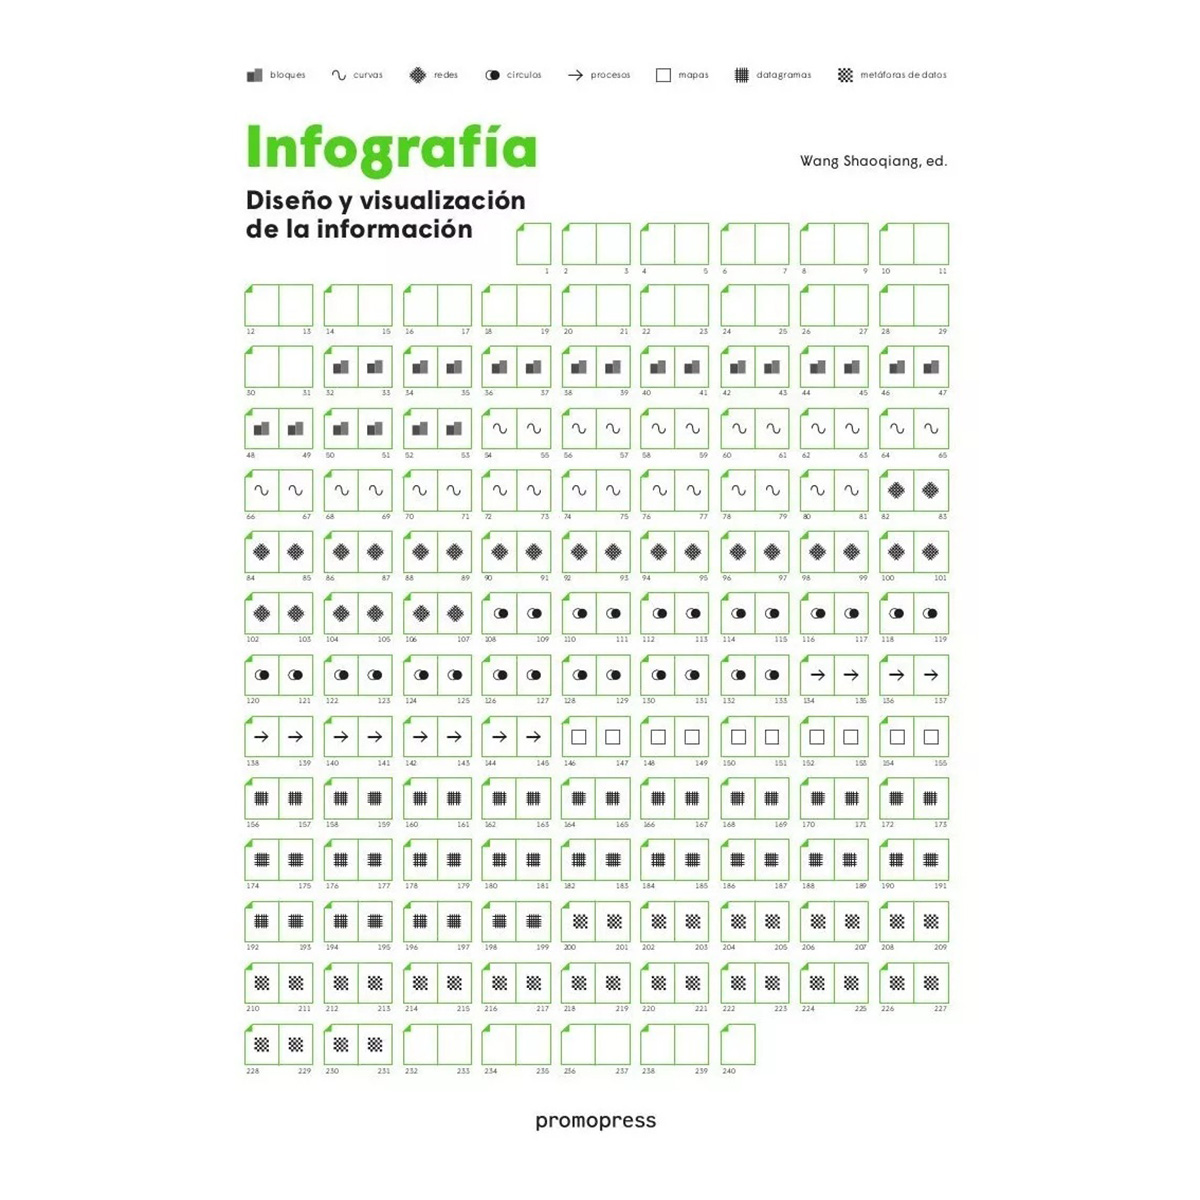 bloques curvas redes círculos procesos mapas datagramas metáforas de datos
Infografía
Wang Shaoqiang, ed.
Diseño y visualización
de la información
1 2 3 4 5 6 7 8 9 10 11
12 13 14 15 16 17 18 19 20 21 22 23 24 25 26 27 28 29
30 31 32 33 34 35 36 37 38 39 40 41 42 43 44 45 46 47
48 49 50 51 52 53 54 55 56 57 58 59 60 61 62 63 64 65
66 67 68 69 70 71 72 73 74 75 76 77 78 79 80 81 82 83
84 85 86 87 88 89 90 91 92 93 94 95 96 97 98 99 100 101
102 103 104 105 106 107 108 109 110 111 112 113 114 115 116 117 118 119
120 121 122 123 124 125 126 127 128 129 130 131 132 133 134 135 136 137
138 139 140 141 142 143 144 145 146 147 148 149 150 151 152 153 154 155
156 157 158 159 160 161 162 163 164 165 166 167 168 169 170 171 172 173
174 175 176 177 178 179 180 181 182 183 184 185 186 187 188 189 190 191
192 193 194 195 196 197 198 199 200 201 202 203 204 205 206 207 208 209
210 211 212 213 214 215 216 217 218 219 220 221 222 223 224 225 226 227
228 229 230 231 232 233 234 235 236 237 238 239 240
promopress